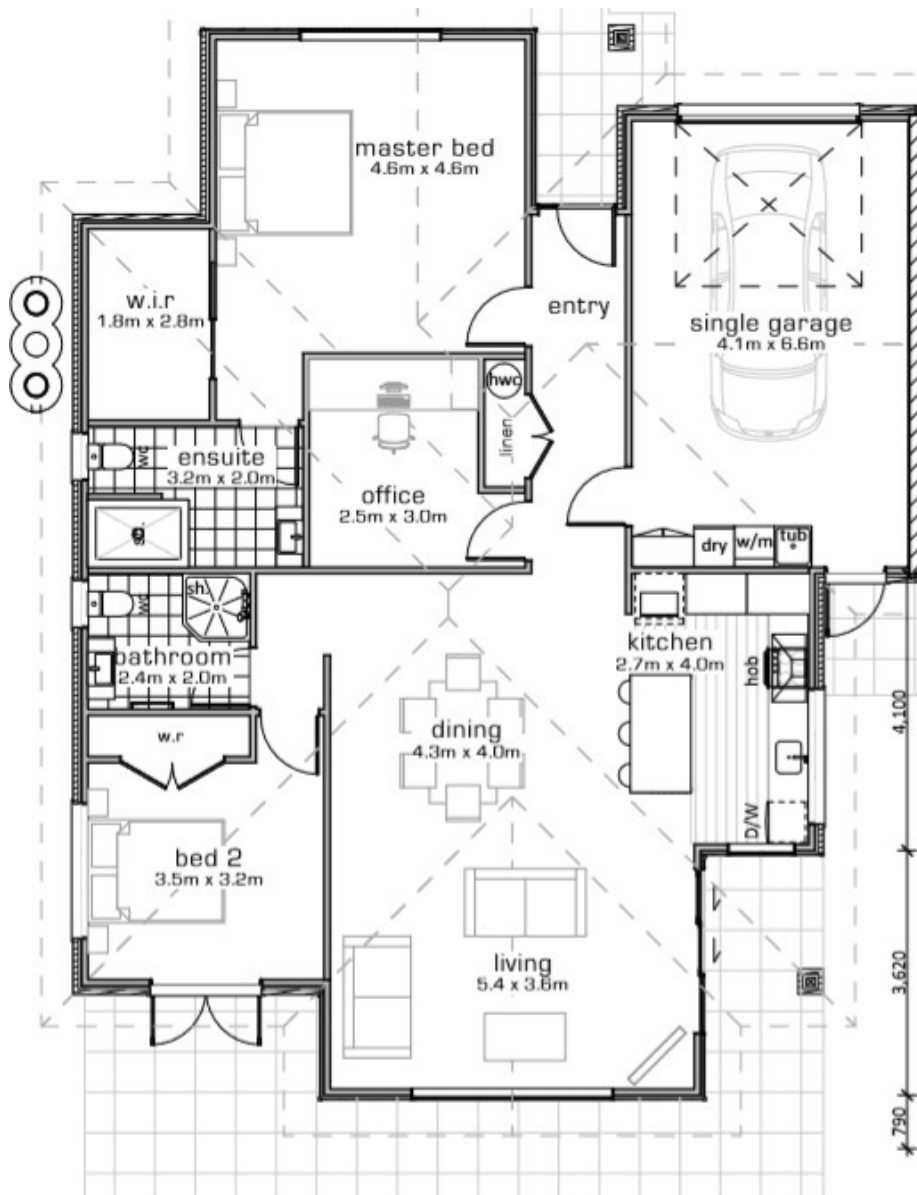 master bed
4.6m x 4.6m
w.i.r
1.8m x 2.8m
entry
single garage
4.1m x 6.6m
hwc
linen
wc
ensuite
3.2m x 2.0m
office
2.5m x 3.0m
dry
w/m
tub
wc
sh.
bathroom
2.4m x 2.0m
kitchen
2.7m x 4.0m
hob
4,100
w.r
dining
4.3m x 4.0m
D/W
bed 2
3.5m x 3.2m
living
5.4 x 3.6m
3,620
790